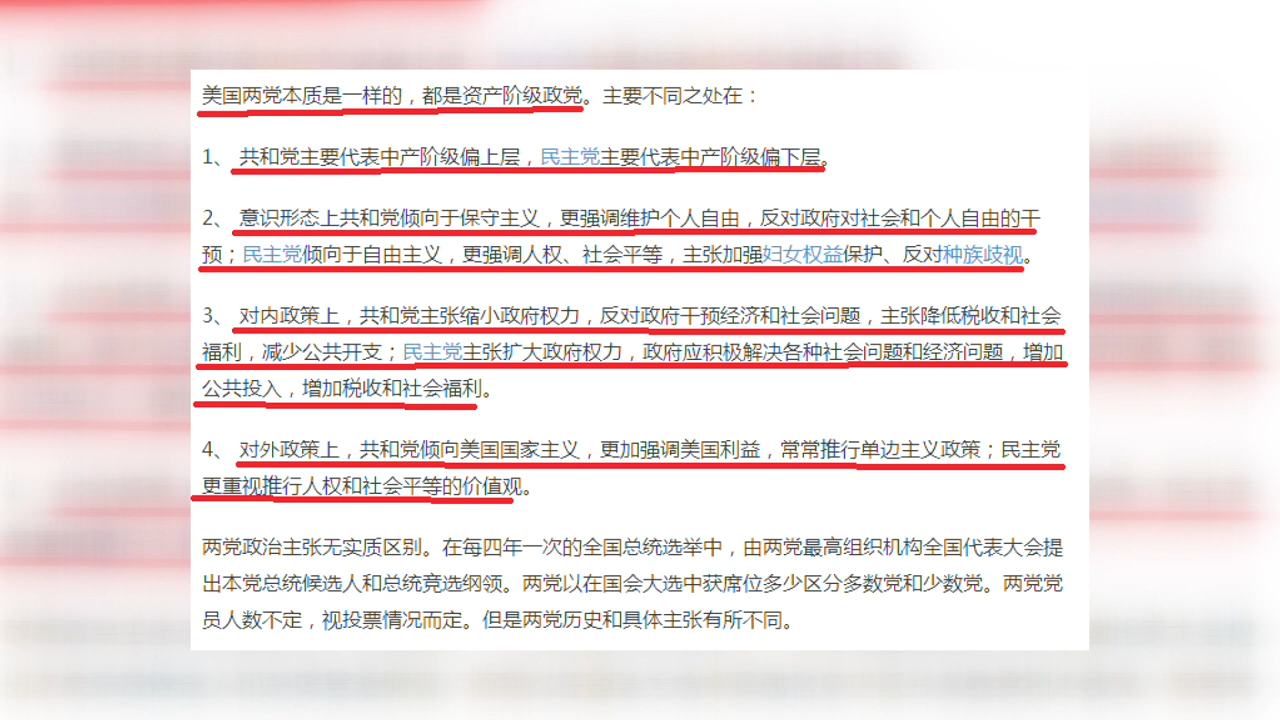 美国两党本质是一样的，都是资产阶级政党。主要不同之处在：
1、 共和党主要代表中产阶级偏上层，民主党主要代表中产阶级偏下层。
2、 意识形态上共和党倾向于保守主义，更强调维护个人自由，反对政府对社会和个人自由的干
预；民主党倾向于自由主义，更强调人权、社会平等，主张加强妇女权益保护、反对种族歧视。
3、 对内政策上，共和党主张缩小政府权力，反对政府干预经济和社会问题，主张降低税收和社会
福利，减少公共开支；民主党主张扩大政府权力，政府应积极解决各种社会问题和经济问题，增加
公共投入，增加税收和社会福利。
4、 对外政策上，共和党倾向美国国家主义，更加强调美国利益，常常推行单边主义政策；民主党
更重视推行人权和社会平等的价值观。
两党政治主张无实质区别。在每四年一次的全国总统选举中，由两党最高组织机构全国代表大会提
出本党总统候选人和总统竞选纲领。两党以在国会大选中获席位多少区分多数党和少数党。两党党
员人数不定，视投票情况而定。但是两党历史和具体主张有所不同。